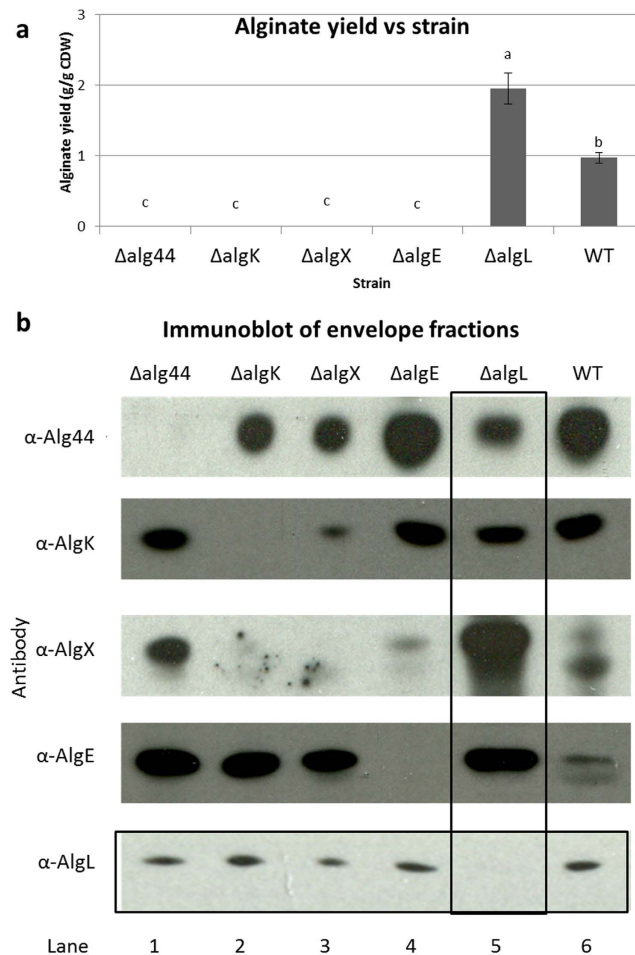 a
Alginate yield vs strain
Alginate yield (g/g CDW)
3
2
1
0
c c c c a b
Δalg44 ΔalgK ΔalgX ΔalgE ΔalgL WT
Strain
b
Immunoblot of envelope fractions
Δalg44 ΔalgK ΔalgX ΔalgE ΔalgL WT
Antibody
α-Alg44
α-AlgK
α-AlgX
α-AlgE
α-AlgL
Lane 1 2 3 4 5 6